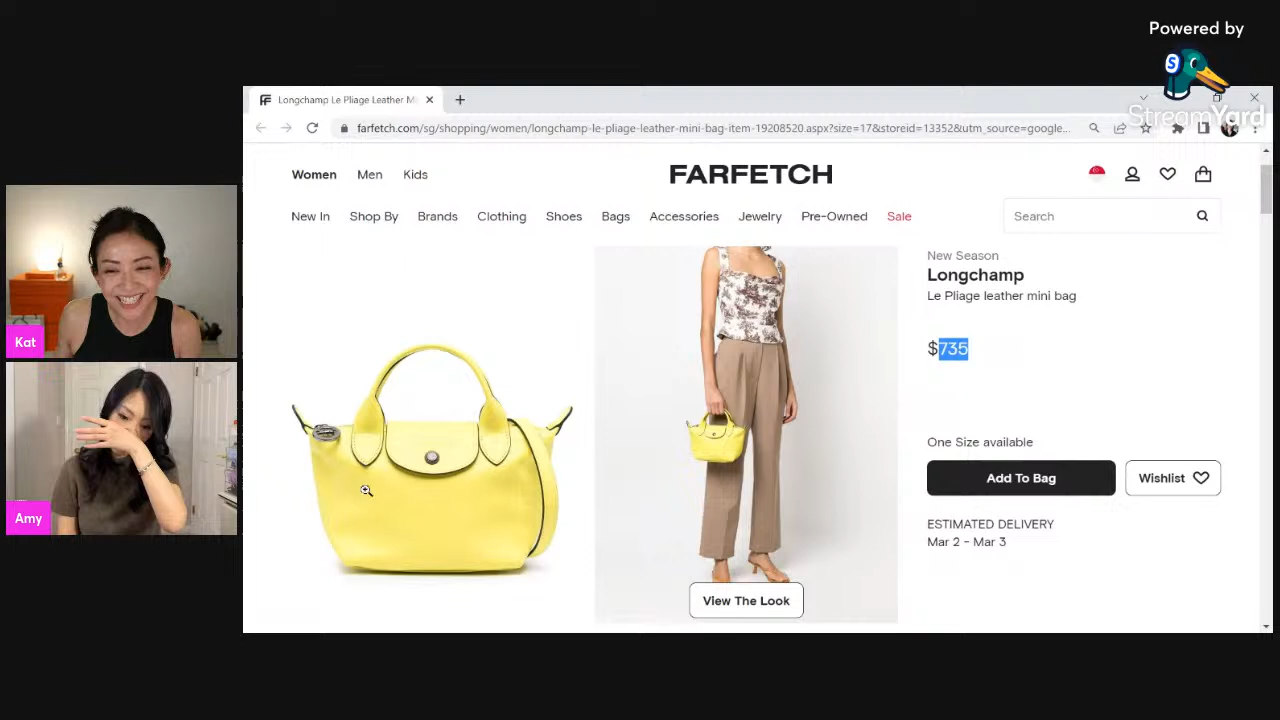 Powered by
StreamYard
Longchamp Le Pliage Leather M
farfetch.com/sg/shopping/women/longchamp-le-pliage-leather-mini-bag-item-19208520.aspx?size=17&storeid=13352&utm_source=google...
Women Men Kids
FARFETCH
New In Shop By Brands Clothing Shoes Bags Accessories Jewelry Pre-Owned Sale
Search
New Season
Longchamp
Le Pliage leather mini bag
$735
One Size available
Add To Bag
Wishlist
ESTIMATED DELIVERY
Mar 2 - Mar 3
View The Look
Kat
Amy